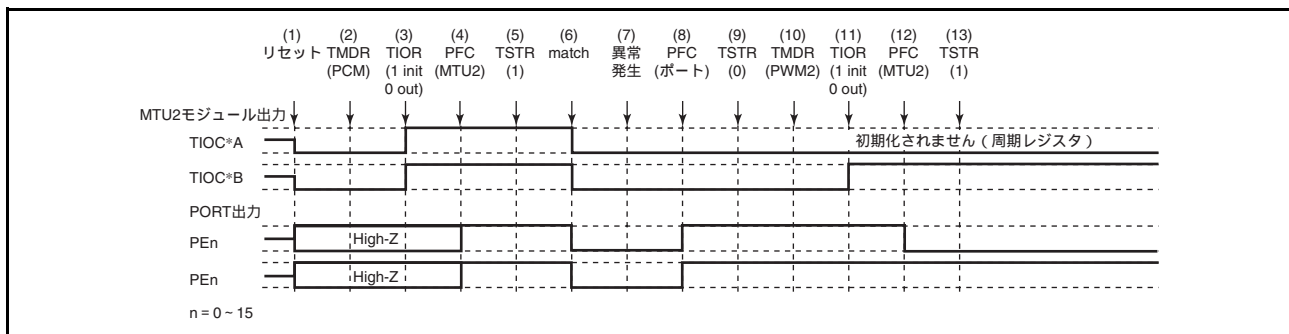 (1) (2) (3) (4) (5) (6) (7) (8) (9) (10) (11) (12) (13)
リセット TMDR TIOR PFC TSTR match 異常 PFC TSTR TMDR TIOR PFC TSTR
(PCM) (1 init (MTU2) (1) 発生 (ポート) (0) (PWM2) (1 init (MTU2) (1)
0 out) 0 out)
MTU2モジュール出力
TIOC*A 初期化されません ( 周期レジスタ )
TIOC*B
PORT出力
PEn High-Z
PEn High-Z
n = 0 ~ 15